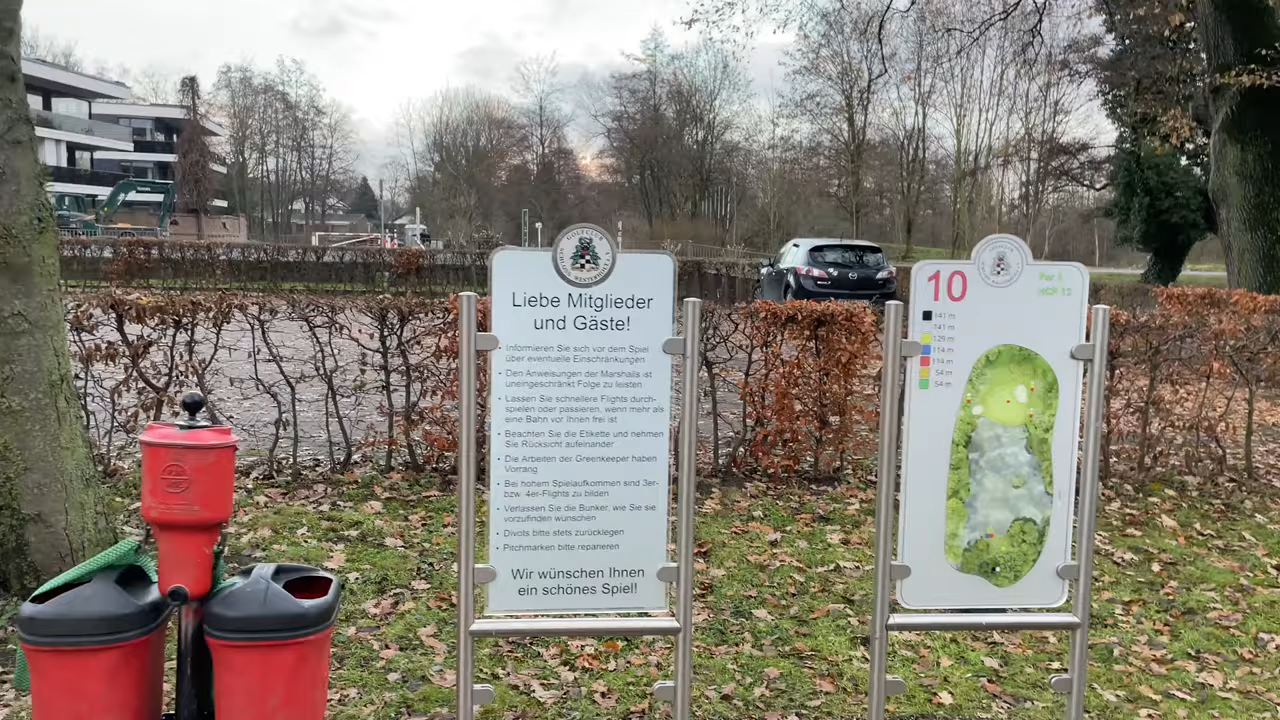 GOLFCLUB
Liebe Mitglieder
und Gäste!
• Informieren Sie sich vor dem Spiel
über eventuelle Einschränkungen
• Den Anweisungen der Marshalls ist
uneingeschränkt Folge zu leisten
• Lassen Sie schnellere Flights durch-
spielen oder passieren, wenn mehr als
eine Bahn vor Ihnen frei ist
• Beachten Sie die Etikette und nehmen
Sie Rücksicht aufeinander
• Die Arbeiten der Greenkeeper haben
Vorrang
• Bei hohem Spielaufkommen sind 3er-
bzw. 4er-Flights zu bilden
• Verlassen Sie die Bunker, wie Sie sie
vorzufinden wünschen
• Divots bitte stets zurücklegen
• Pitchmarken bitte reparieren
Wir wünschen Ihnen
ein schönes Spiel!
10
HCP 12
141 m
141 m
129 m
114 m
114 m
54 m
54 m